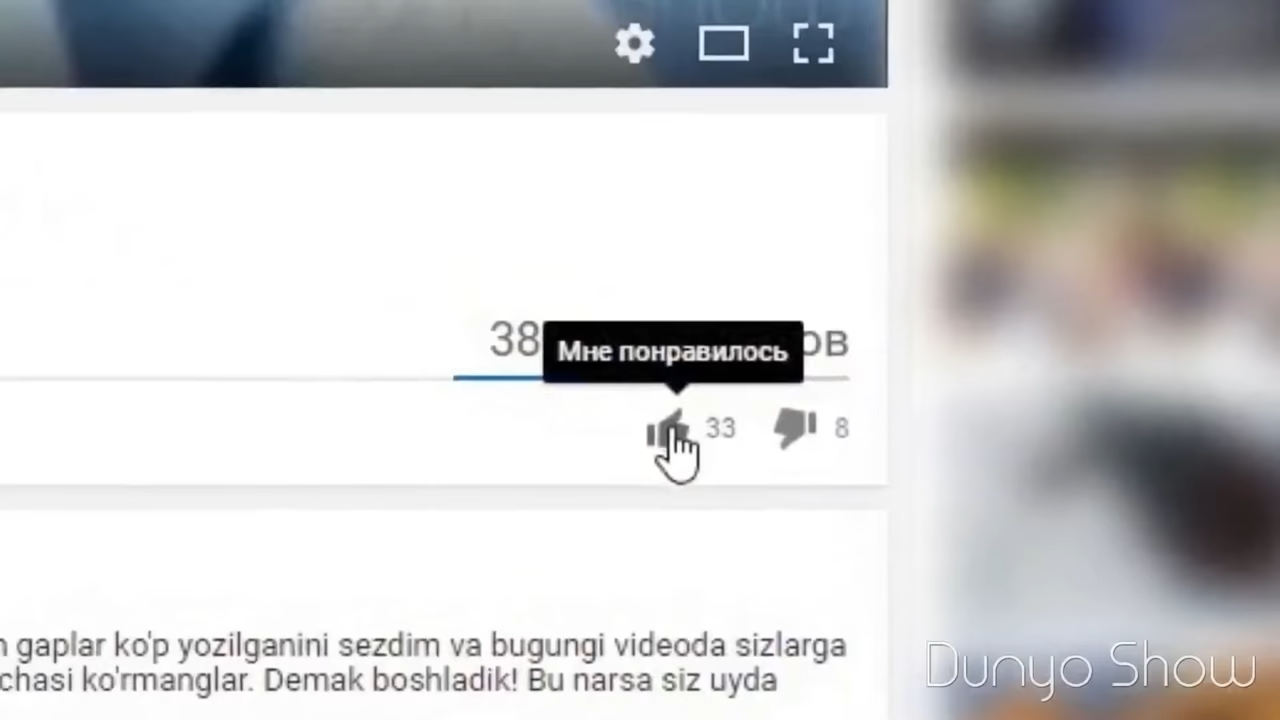 38
Мне понравилось
ов
33
8
gaplar ko'p yozilganini sezdim va bugungi videoda sizlarga
chasi ko'rmanglar. Demak boshladik! Bu narsa siz uyda
Dunyo Show